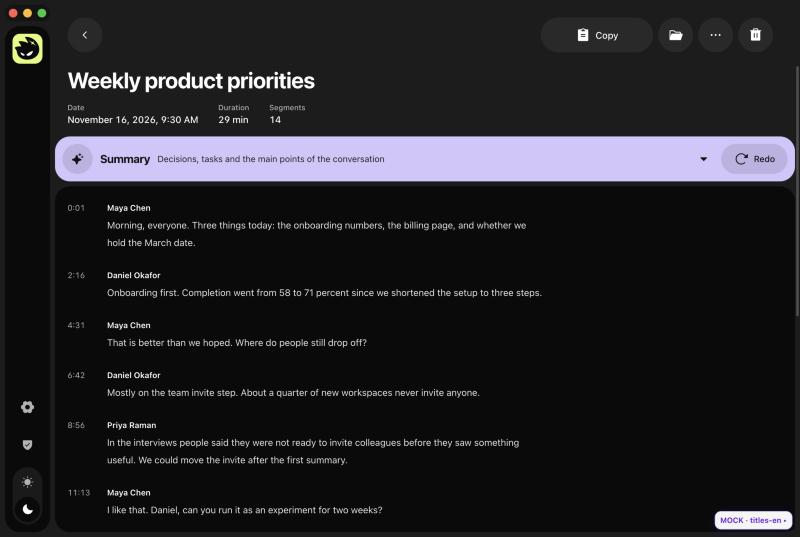 Copy
Weekly product priorities
Date
November 16, 2026, 9:30 AM
Duration
29 min
Segments
14
Summary Decisions, tasks and the main points of the conversation
Redo
0:01 Maya Chen
Morning, everyone. Three things today: the onboarding numbers, the billing page, and whether we
hold the March date.
2:16 Daniel Okafor
Onboarding first. Completion went from 58 to 71 percent since we shortened the setup to three steps.
4:31 Maya Chen
That is better than we hoped. Where do people still drop off?
6:42 Daniel Okafor
Mostly on the team invite step. About a quarter of new workspaces never invite anyone.
8:56 Priya Raman
In the interviews people said they were not ready to invite colleagues before they saw something
useful. We could move the invite after the first summary.
11:13 Maya Chen
I like that. Daniel, can you run it as an experiment for two weeks?
MOCK · titles-en •